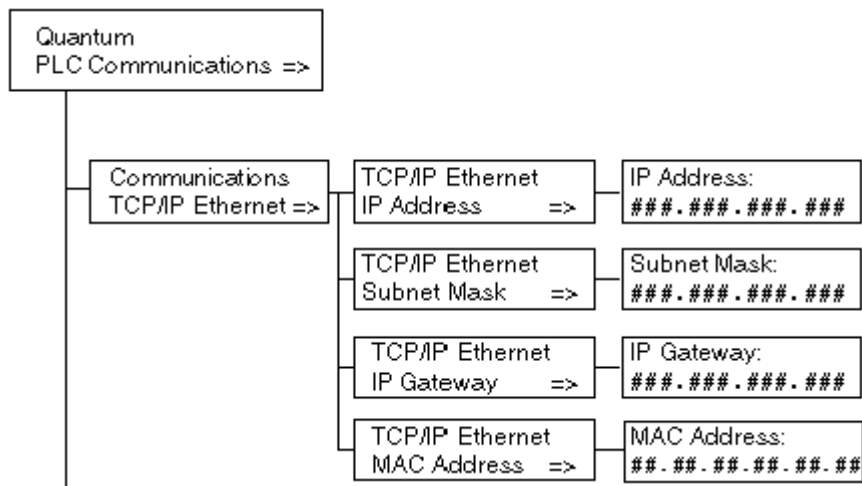 Quantum
PLC Communications =>
Communications
TCP/IP Ethernet =>
TCP/IP Ethernet
IP Address =>
IP Address:
###.###.###.###
TCP/IP Ethernet
Subnet Mask =>
Subnet Mask:
###.###.###.###
TCP/IP Ethernet
IP Gateway =>
IP Gateway:
###.###.###.###
TCP/IP Ethernet
MAC Address =>
MAC Address:
##.##.##.##.##.##